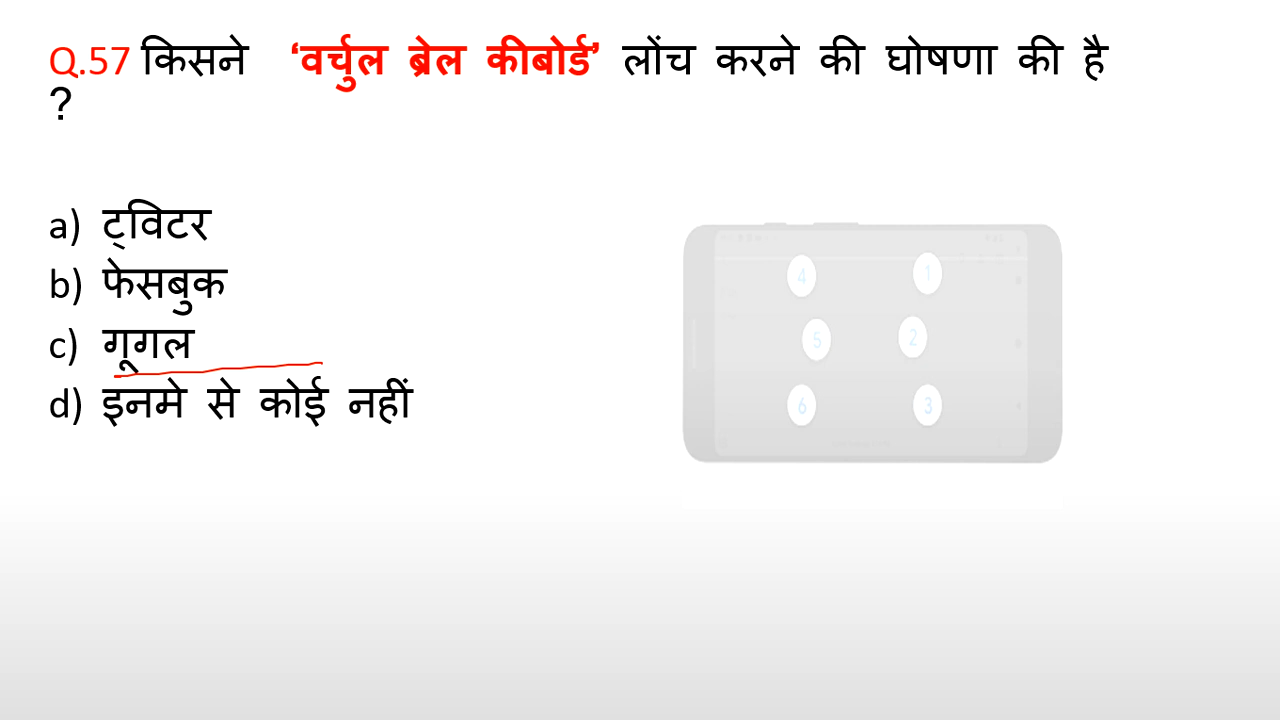 Q.57 किसने ‘वर्चुल ब्रेल कीबोर्ड’ लोंच करने की घोषणा की है
?
a) ट्विटर
b) फेसबुक
c) गूगल
d) इनमे से कोई नहीं
4 1
5 2
6 3